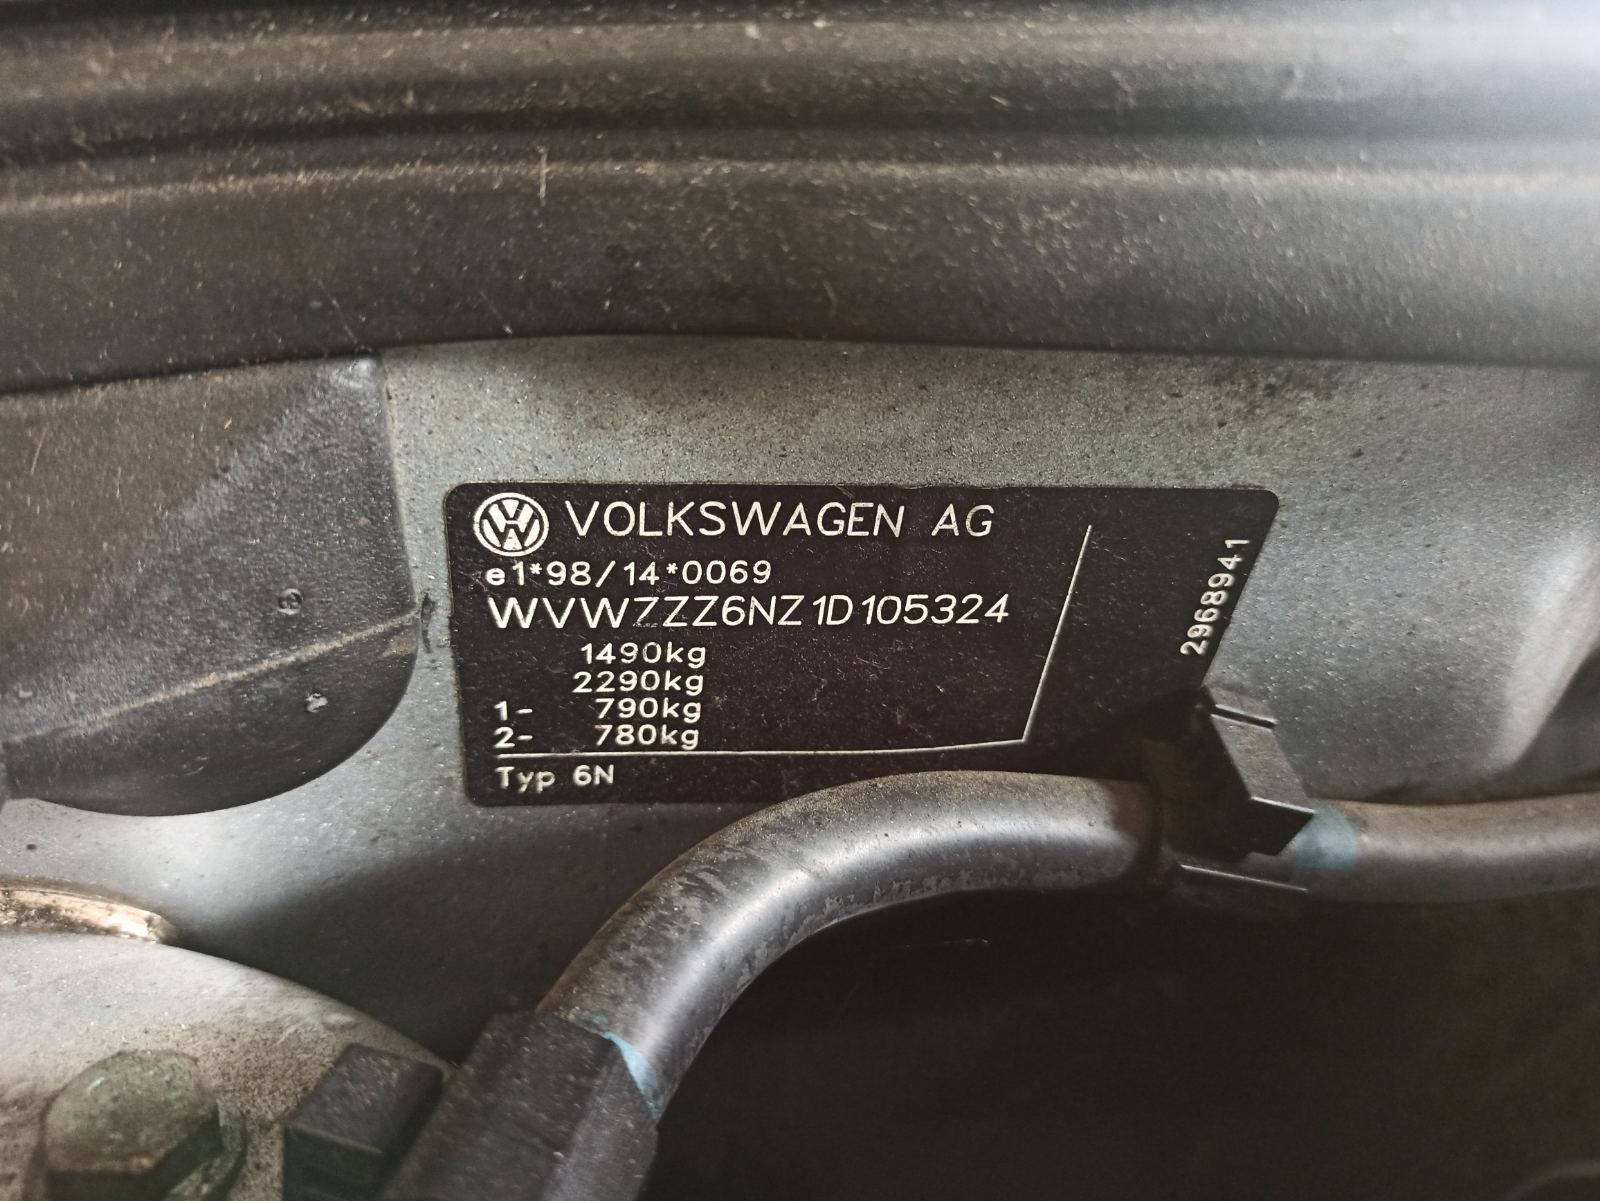 VOLKSWAGEN AG
e1*98/14*0069
WVWZZZ6NZ1D105324
1490kg
2290kg
1- 790kg
2- 780kg
Typ 6N
2968941